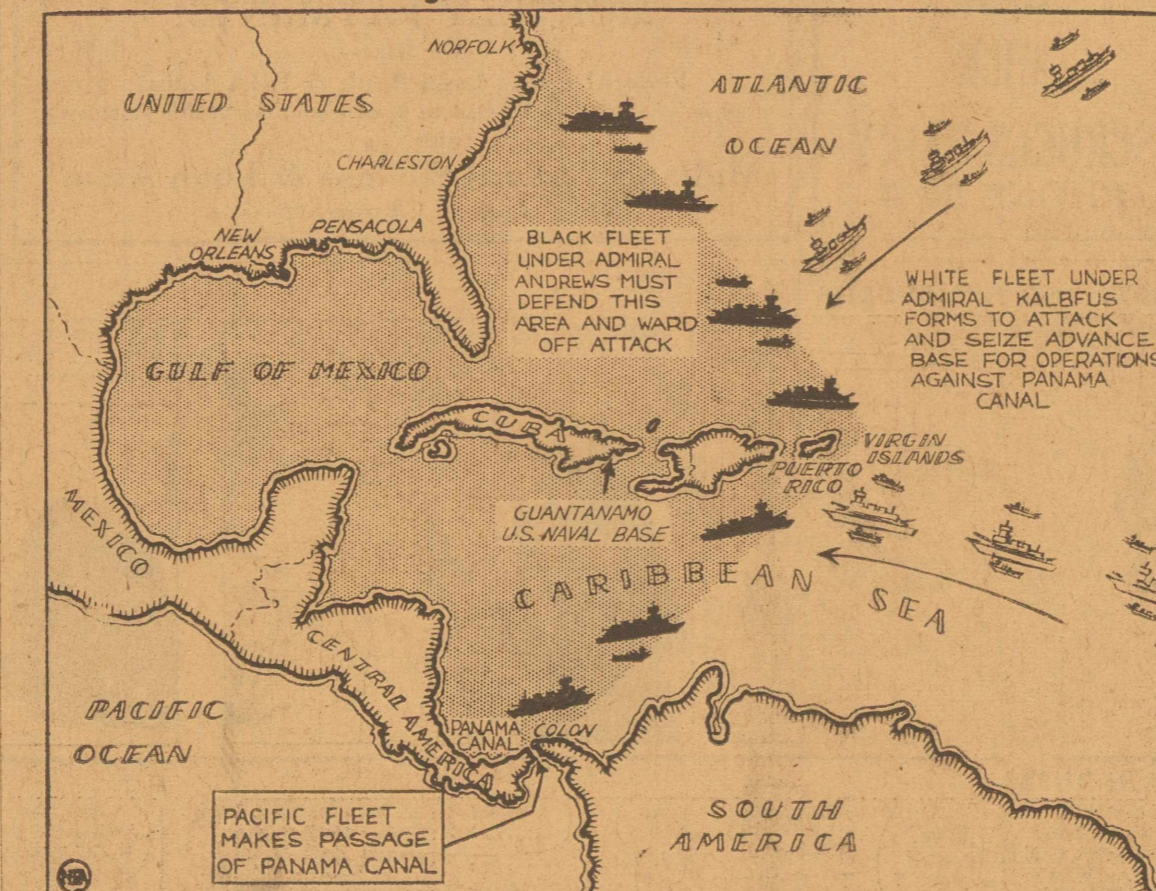 NORFOLK
UNITED STATES
ATLANTIC
OCEAN
CHARLESTON
NEW
ORLEANS
PENSACOLA
BLACK FLEET
UNDER ADMIRAL
ANDREWS MUST
DEFEND THIS
AREA AND WARD
OFF ATTACK
WHITE FLEET UNDER
ADMIRAL KALBFUS
FORMS TO ATTACK
AND SEIZE ADVANCE
BASE FOR OPERATIONS
AGAINST PANAMA
CANAL
GULF OF MEXICO
CUBA
VIRGIN
ISLANDS
PUERTO
RICO
MEXICO
GUANTANAMO
U.S. NAVAL BASE
CARIBBEAN SEA
CENTRAL AMERICA
PACIFIC
OCEAN
PANAMA
CANAL
COLON
PACIFIC FLEET
MAKES PASSAGE
OF PANAMA CANAL
SOUTH
AMERICA
NEA